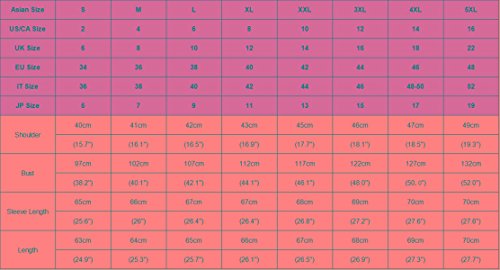 Asian Size S M L XL XXL 3XL 4XL 5XL
US/CA Size 2 4 6 8 10 12 14 16
UK Size 6 8 10 12 14 16 19 22
EU Size 34 36 38 40 42 44 46 48
IT Size 36 38 40 42 44 46 48-50 52
JP Size 5 7 9 11 13 15 17 19
Shoulder 40cm 41cm 42cm 43cm 45cm 46cm 47cm 49cm
(15.7") (16.1") (16.5") (16.9") (17.7") (18.1") (18.5") (19.3")
Bust 97cm 102cm 107cm 112cm 117cm 122cm 127cm 132cm
(38.2") (40.1") (42.1") (44.1") (46.1") (48.0") (50.0") (52.0")
Sleeve Length 65cm 66cm 67cm 67cm 68cm 69cm 70cm 70cm
(25.6") (26") (26.4") (26.4") (26.8") (27.2") (27.6") (27.6")
Length 63cm 64cm 65cm 66cm 67cm 68cm 69cm 70cm
(24.9") (25.3") (25.7") (26.1") (26.5") (26.9") (27.3") (27.7")